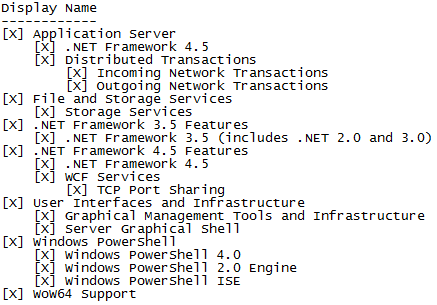 Display Name
------------
[X] Application Server
    [X] .NET Framework 4.5
    [X] Distributed Transactions
        [X] Incoming Network Transactions
        [X] Outgoing Network Transactions
[X] File and Storage Services
    [X] Storage Services
[X] .NET Framework 3.5 Features
    [X] .NET Framework 3.5 (includes .NET 2.0 and 3.0)
[X] .NET Framework 4.5 Features
    [X] .NET Framework 4.5
    [X] WCF Services
        [X] TCP Port Sharing
[X] User Interfaces and Infrastructure
    [X] Graphical Management Tools and Infrastructure
    [X] Server Graphical Shell
[X] Windows PowerShell
    [X] Windows PowerShell 4.0
    [X] Windows PowerShell 2.0 Engine
    [X] Windows PowerShell ISE
[X] WoW64 Support